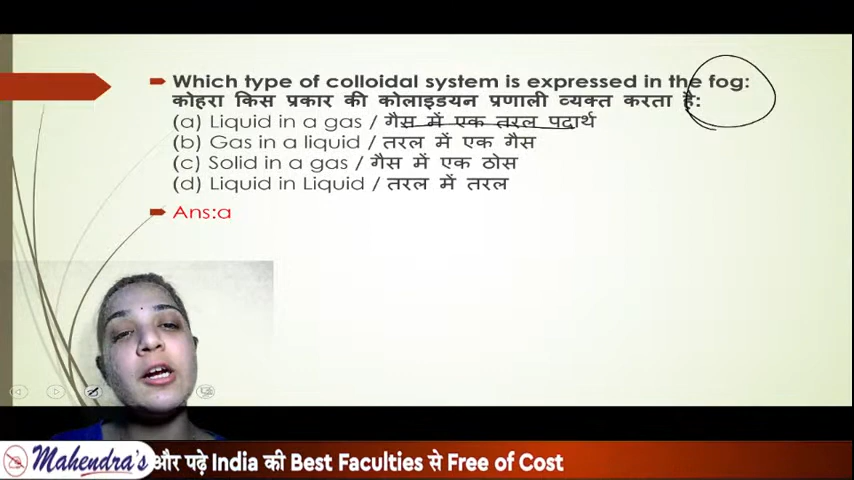 Which type of colloidal system is expressed in the fog:
कोहरा किस प्रकार की कोलाइडयन प्रणाली व्यक्त करता है:
(a) Liquid in a gas / गैस में एक तरल पदार्थ
(b) Gas in a liquid / तरल में एक गैस
(c) Solid in a gas / गैस में एक ठोस
(d) Liquid in Liquid / तरल में तरल
Ans:a
Mahendra's और पढ़े India की Best Faculties से Free of Cost